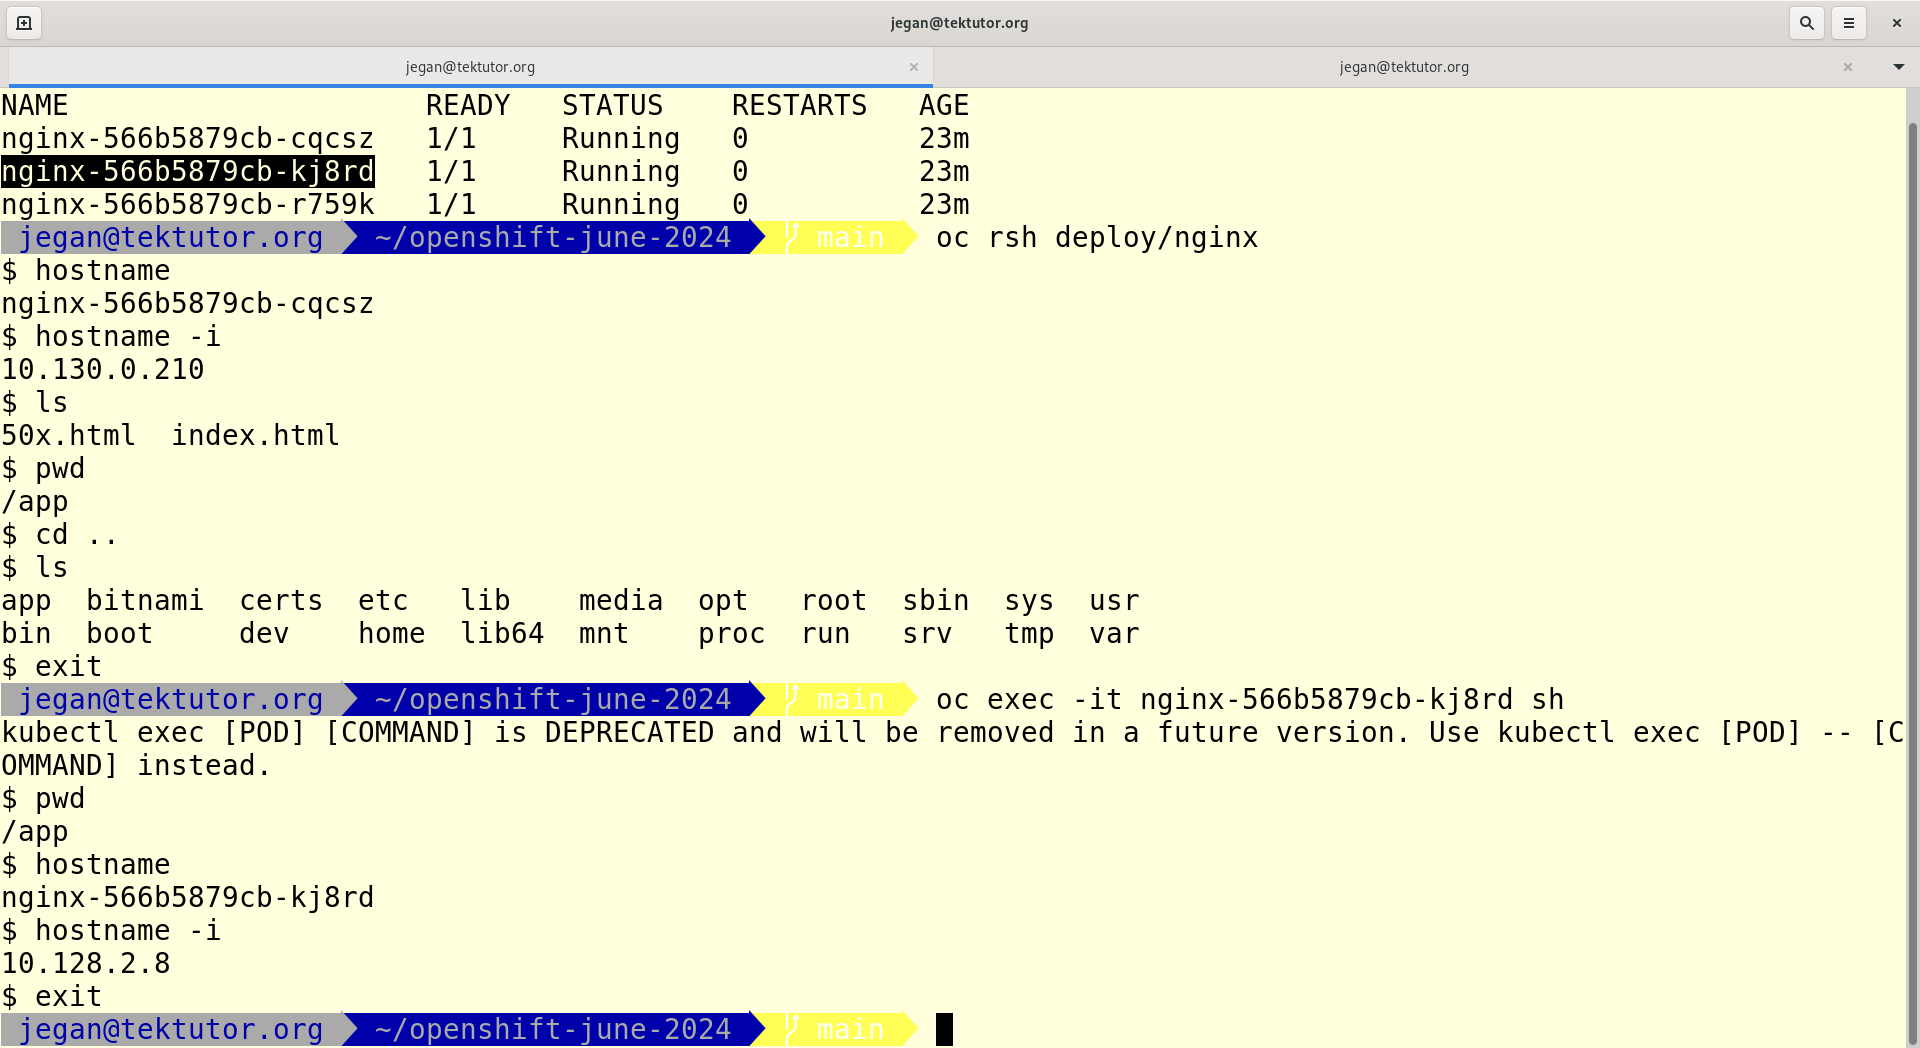 jegan@tektutor.org
jegan@tektutor.org jegan@tektutor.org
NAME                     READY   STATUS    RESTARTS   AGE
nginx-566b5879cb-cqcsz   1/1     Running   0          23m
nginx-566b5879cb-kj8rd   1/1     Running   0          23m
nginx-566b5879cb-r759k   1/1     Running   0          23m
jegan@tektutor.org ~/openshift-june-2024 main oc rsh deploy/nginx
$ hostname
nginx-566b5879cb-cqcsz
$ hostname -i
10.130.0.210
$ ls
50x.html  index.html
$ pwd
/app
$ cd ..
$ ls
app  bitnami  certs  etc   lib    media  opt   root  sbin  sys  usr
bin  boot     dev    home  lib64  mnt    proc  run   srv   tmp  var
$ exit
jegan@tektutor.org ~/openshift-june-2024 main oc exec -it nginx-566b5879cb-kj8rd sh
kubectl exec [POD] [COMMAND] is DEPRECATED and will be removed in a future version. Use kubectl exec [POD] -- [C
OMMAND] instead.
$ pwd
/app
$ hostname
nginx-566b5879cb-kj8rd
$ hostname -i
10.128.2.8
$ exit
jegan@tektutor.org ~/openshift-june-2024 main